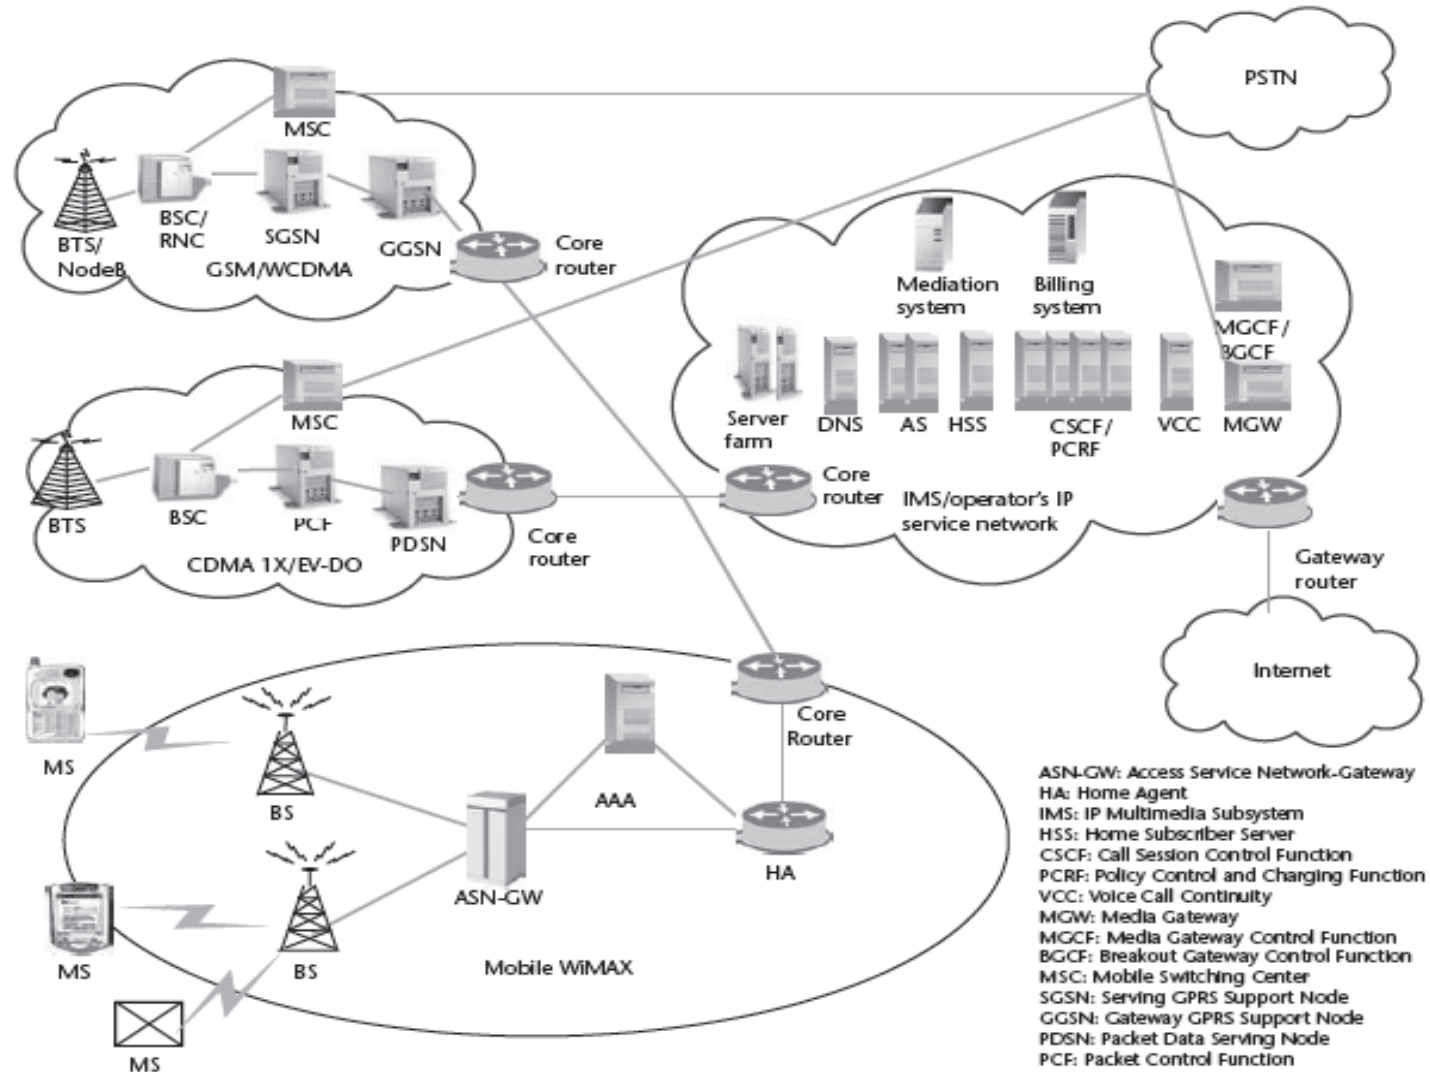 PSTN
MSC
BSC/
RNC
SGSN
GGSN
BTS/
NodeB
GSM/WCDMA
Core
router
Mediation
system
Billing
system
MGCF/
BGCF
Server
farm
DNS
AS
HSS
CSCF/
PCRF
VCC
MGW
Core
router
IMS/operator's IP
service network
Gateway
router
Internet
MSC
BTS
BSC
PCF
PDSN
CDMA 1X/EV-DO
Core
router
MS
BS
AAA
Core
Router
ASN-GW
HA
MS
BS
Mobile WiMAX
MS
ASN-GW: Access Service Network-Gateway
HA: Home Agent
IMS: IP Multimedia Subsystem
HSS: Home Subscriber Server
CSCF: Call Session Control Function
PCRF: Policy Control and Charging Function
VCC: Voice Call Continuity
MGW: Media Gateway
MGCF: Media Gateway Control Function
BGCF: Breakout Gateway Control Function
MSC: Mobile Switching Center
SGSN: Serving GPRS Support Node
GGSN: Gateway GPRS Support Node
PDSN: Packet Data Serving Node
PCF: Packet Control Function